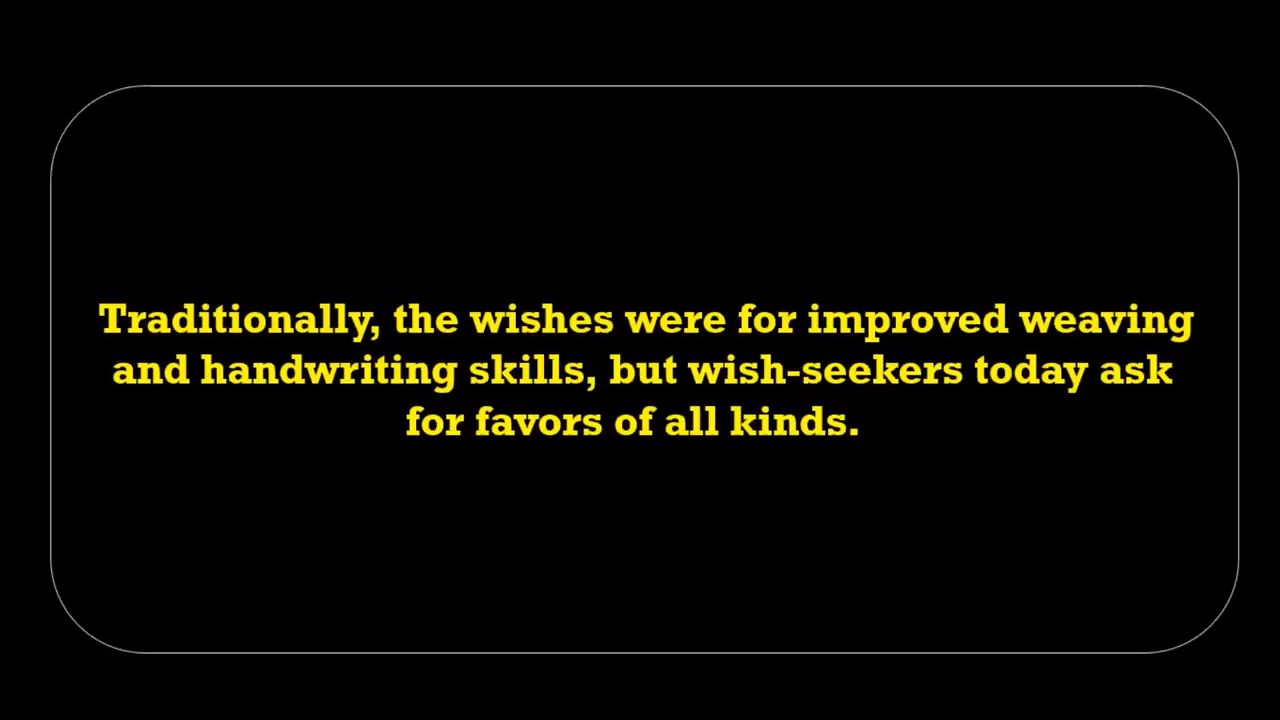 Traditionally, the wishes were for improved weaving
and handwriting skills, but wish-seekers today ask
for favors of all kinds.